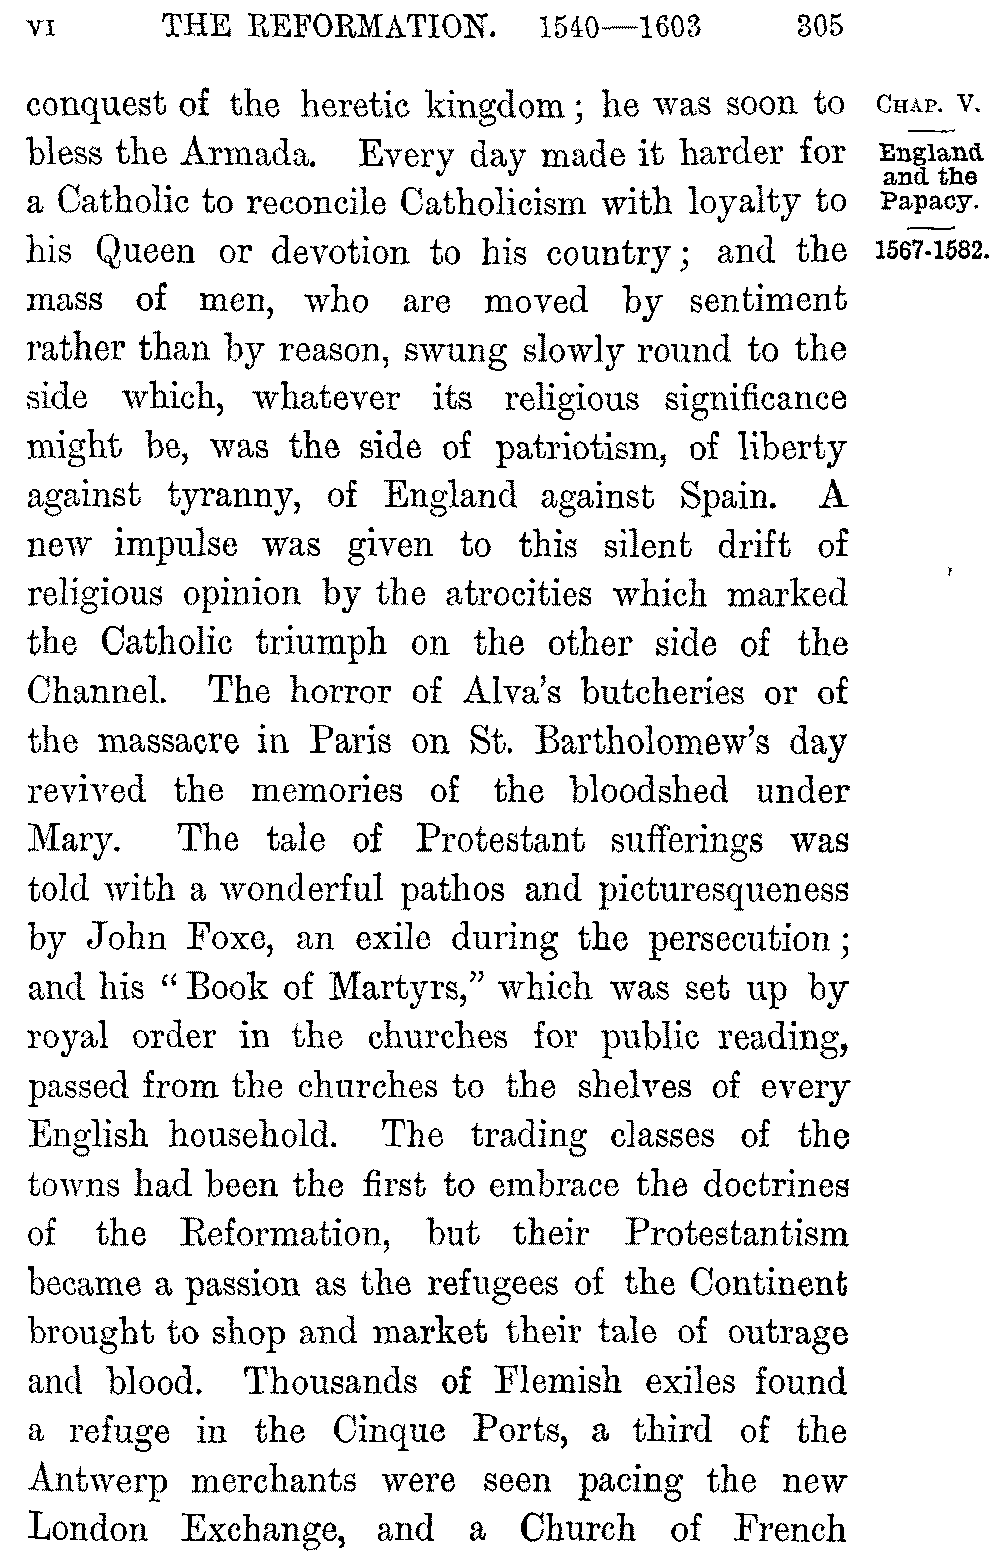 VI THE REFORMATION. 1540—1603 305
conquest of the heretic kingdom; he was soon to
bless the Armada. Every day made it harder for
a Catholic to reconcile Catholicism with loyalty to
his Queen or devotion to his country; and the
mass of men, who are moved by sentiment
rather than by reason, swung slowly round to the
side which, whatever its religious significance
might be, was the side of patriotism, of liberty
against tyranny, of England against Spain. A
new impulse was given to this silent drift of
religious opinion by the atrocities which marked
the Catholic triumph on the other side of the
Channel. The horror of Alva's butcheries or of
the massacre in Paris on St. Bartholomew's day
revived the memories of the bloodshed under
Mary. The tale of Protestant sufferings was
told with a wonderful pathos and picturesqueness
by John Foxe, an exile during the persecution;
and his "Book of Martyrs," which was set up by
royal order in the churches for public reading,
passed from the churches to the shelves of every
English household. The trading classes of the
towns had been the first to embrace the doctrines
of the Reformation, but their Protestantism
became a passion as the refugees of the Continent
brought to shop and market their tale of outrage
and blood. Thousands of Flemish exiles found
a refuge in the Cinque Ports, a third of the
Antwerp merchants were seen pacing the new
London Exchange, and a Church of French
CHAP. V.
England
and the
Papacy.
1567-1582.